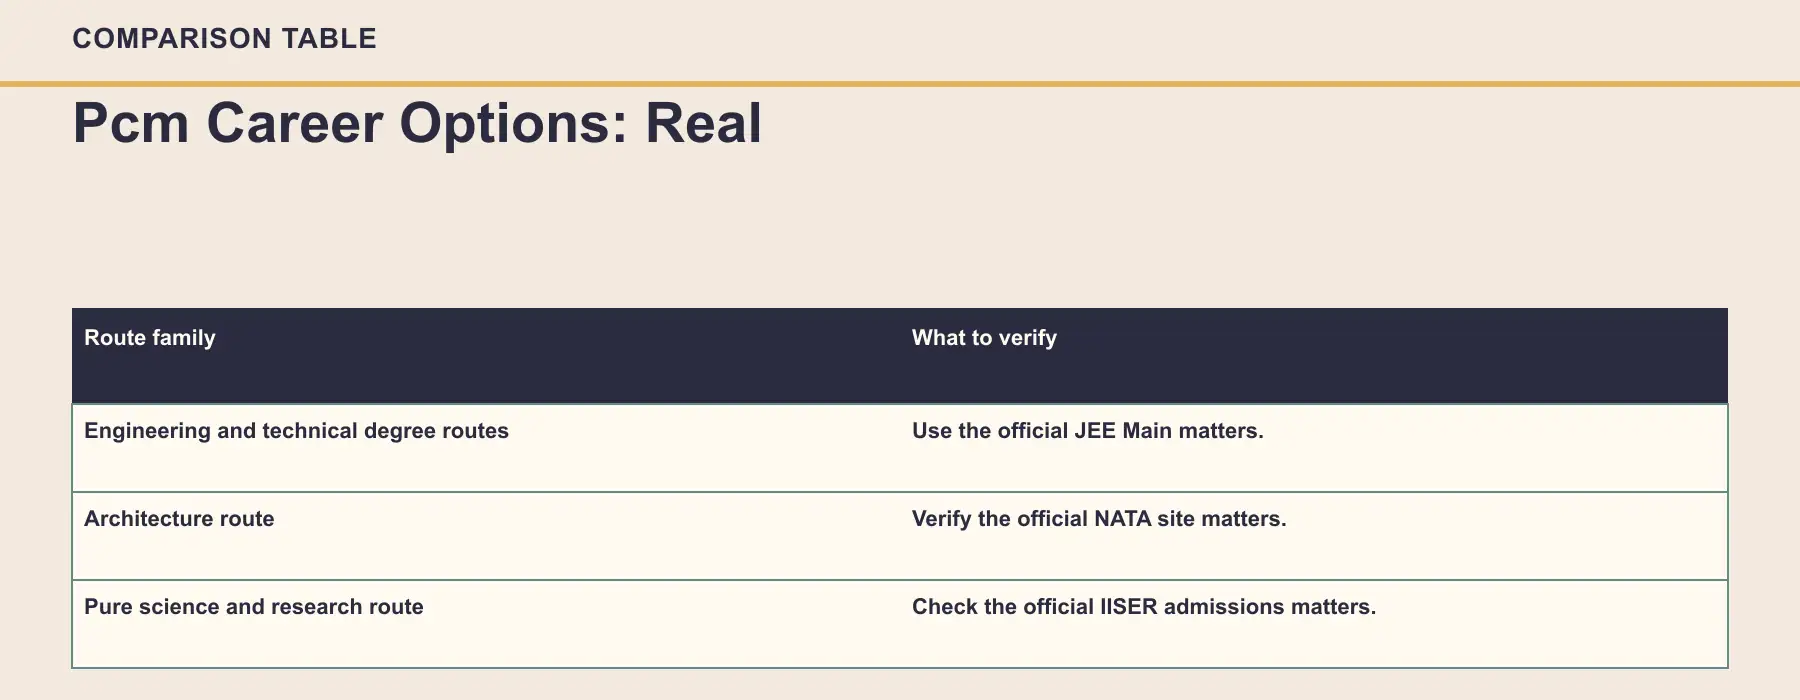 COMPARISON TABLE
Pcm Career Options: Real
Route family
What to verify
Engineering and technical degree routes
Use the official JEE Main matters.
Architecture route
Verify the official NATA site matters.
Pure science and research route
Check the official IISER admissions matters.